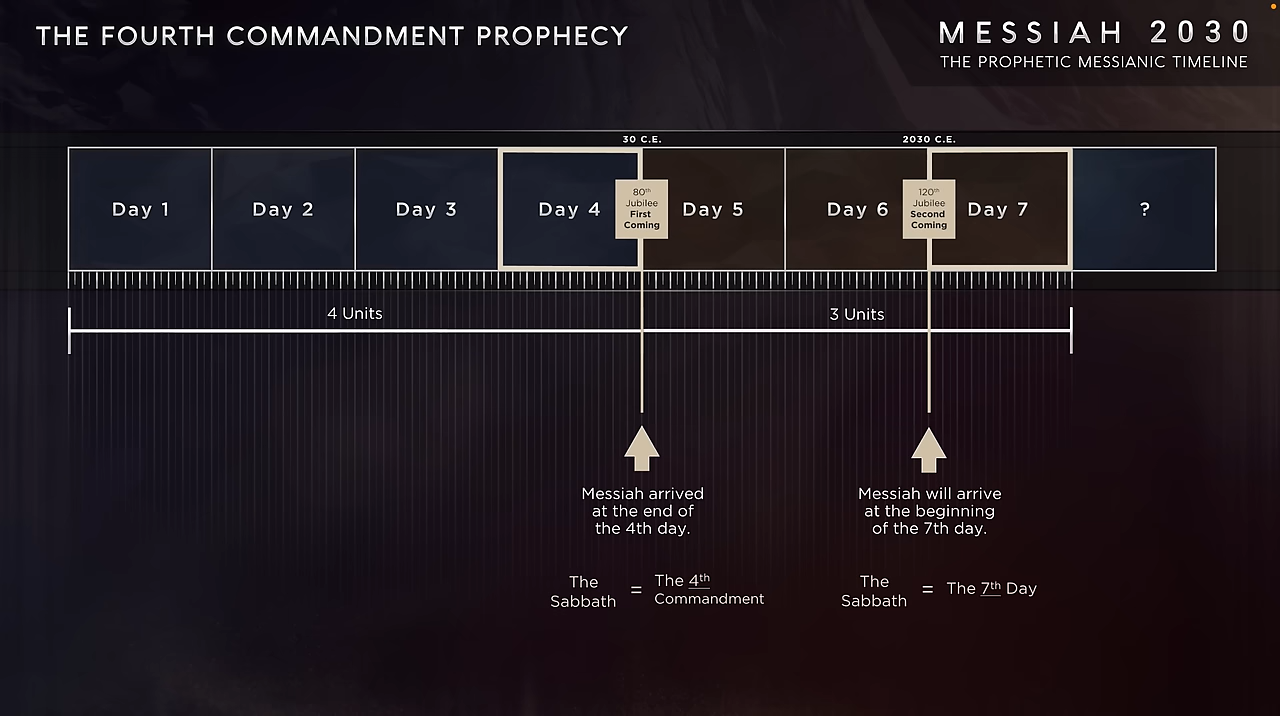 THE FOURTH COMMANDMENT PROPHECY
MESSIAH 2030
THE PROPHETIC MESSIANIC TIMELINE
30 C.E.
2030 C.E.
Day 1
Day 2
Day 3
Day 4
80th
Jubilee
First
Coming
Day 5
Day 6
120th
Jubilee
Second
Coming
Day 7
?
4 Units
3 Units
Messiah arrived
at the end of
the 4th day.
Messiah will arrive
at the beginning
of the 7th day.
The
Sabbath
=
The 4th
Commandment
The
Sabbath
=
The 7th Day